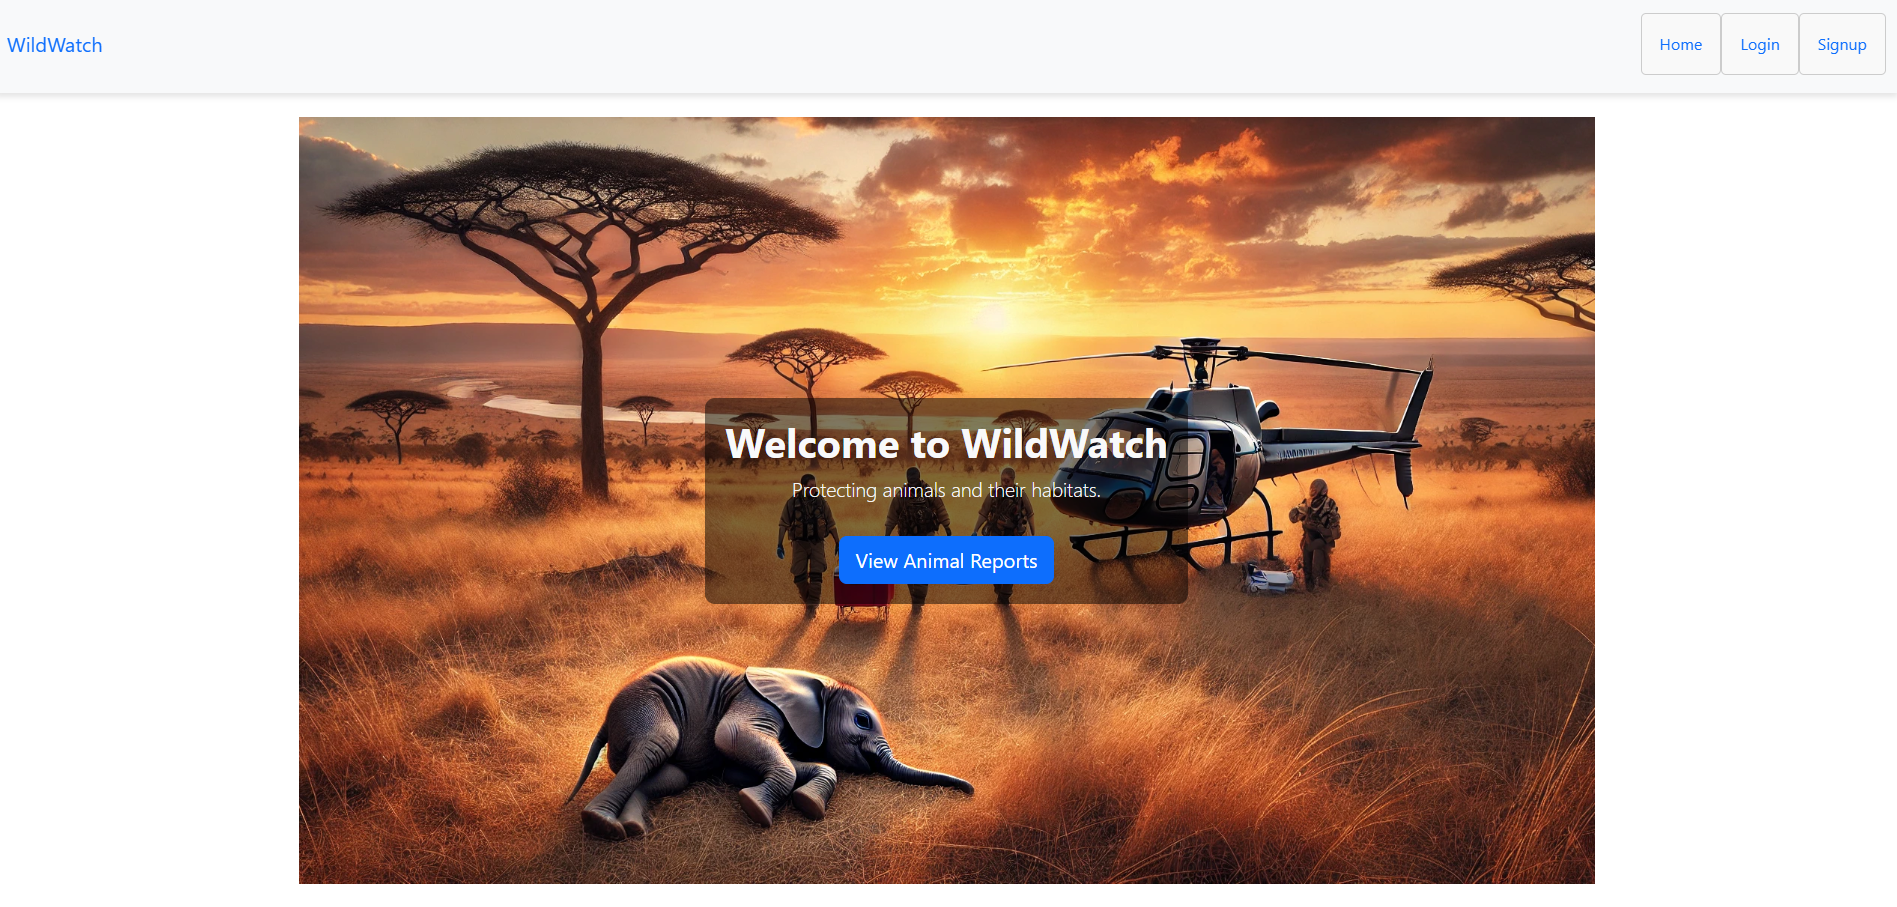 WildWatch
Home
Login
Signup
Welcome to WildWatch
Protecting animals and their habitats.
View Animal Reports